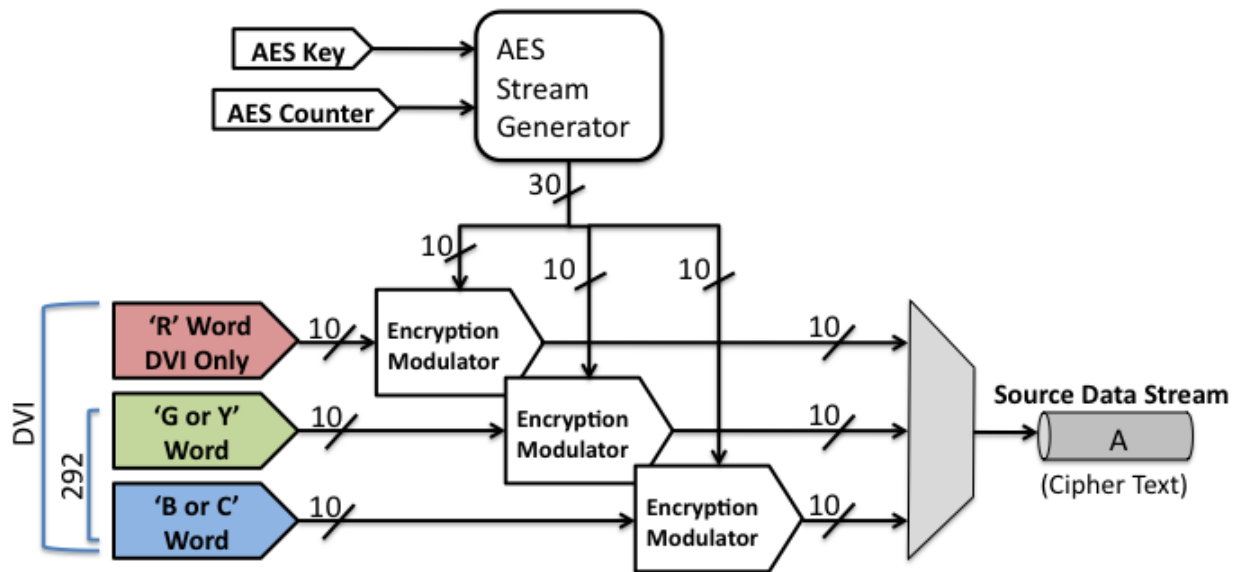 AES Key
AES Counter
AES
Stream
Generator
30
10
10
10
DVI
292
‘R’ Word
DVI Only
10
Encryption
Modulator
10
‘G or Y’
Word
10
Encryption
Modulator
10
‘B or C’
Word
10
Encryption
Modulator
10
Source Data Stream
A
(Cipher Text)